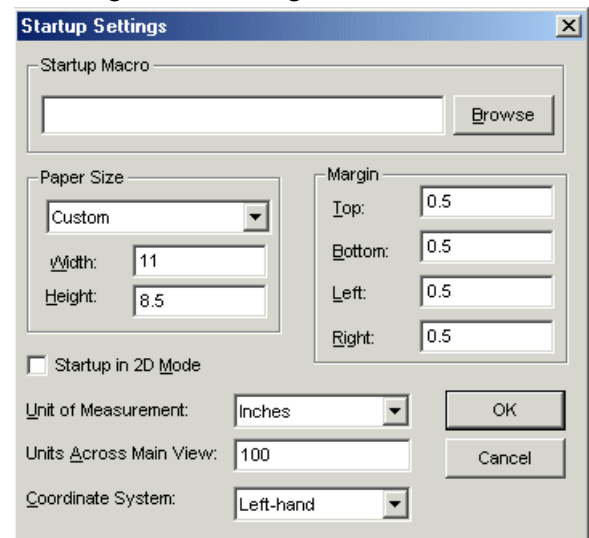 Startup Settings
Startup Macro
Browse
Paper Size
Custom
Width: 11
Height: 8.5
Margin
Top: 0.5
Bottom: 0.5
Left: 0.5
Right: 0.5
Startup in 2D Mode
Unit of Measurement: Inches
OK
Units Across Main View: 100
Cancel
Coordinate System: Left-hand